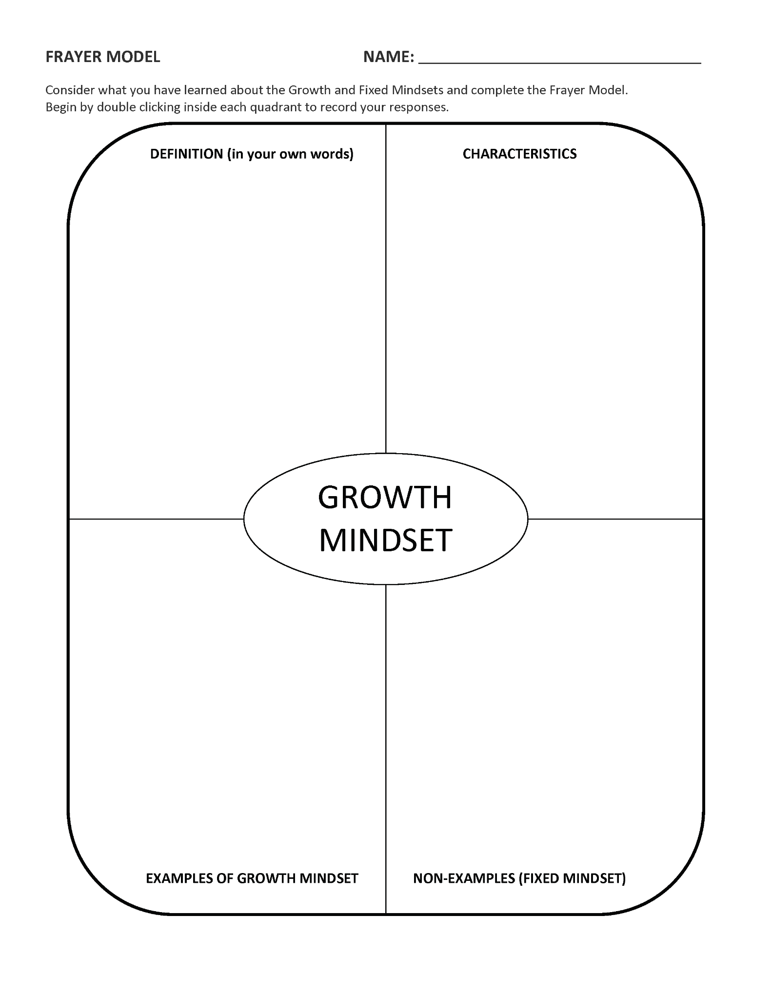 FRAYER MODEL NAME: ________________________________
Consider what you have learned about the Growth and Fixed Mindsets and complete the Frayer Model.
Begin by double clicking inside each quadrant to record your responses.
DEFINITION (in your own words)
CHARACTERISTICS
GROWTH
MINDSET
EXAMPLES OF GROWTH MINDSET
NON-EXAMPLES (FIXED MINDSET)